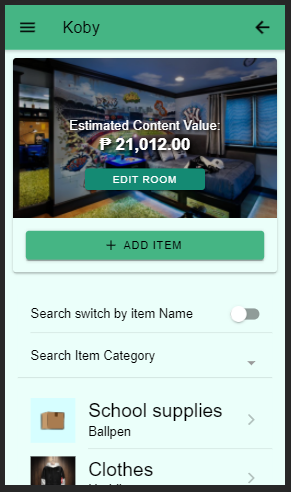 Koby
Estimated Content Value:
₱ 21,012.00
EDIT ROOM
+ ADD ITEM
Search switch by item Name
Search Item Category
School supplies
Ballpen
Clothes